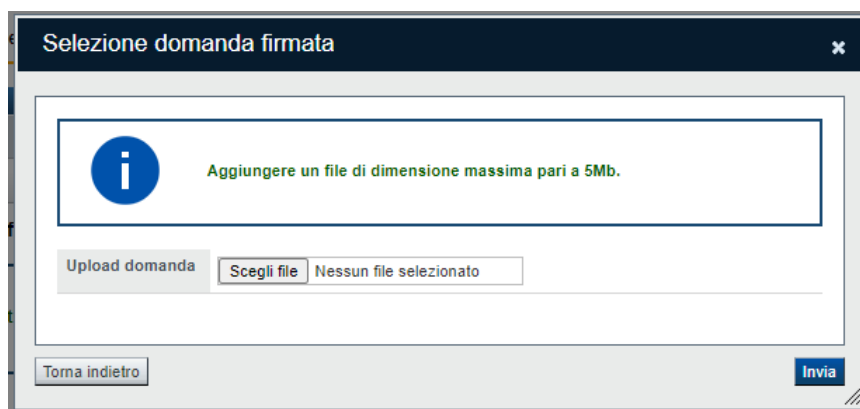 Selezione domanda firmata
Aggiungere un file di dimensione massima pari a 5Mb.
Upload domanda Scegli file Nessun file selezionato
Torna indietro Invia